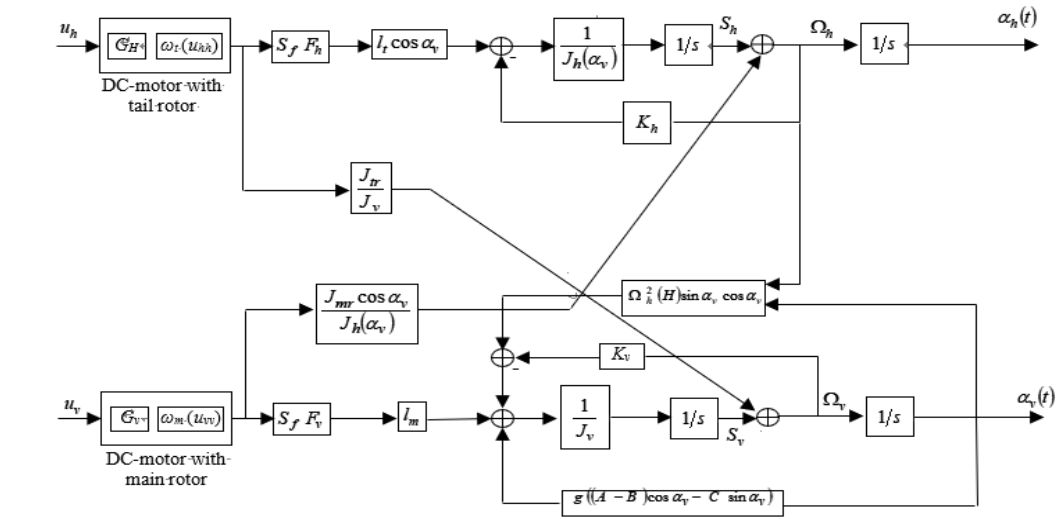 u_h
G_H
ω_t(u_hh)
DC-motor with
tail rotor
S_f F_h
l_t cos α_v
-
1
J_h(α_v)
1/s
S_h
Ω_h
1/s
α_h(t)
K_h
J_tr
J_v
J_mr cos α_v
J_h(α_v)
Ω_h^2 (H) sin α_v cos α_v
K_v
-
u_v
G_v
ω_m(u_vv)
DC-motor with
main rotor
S_f F_v
l_m
1
J_v
1/s
S_v
Ω_v
1/s
α_v(t)
g((A - B) cos α_v - C sin α_v)